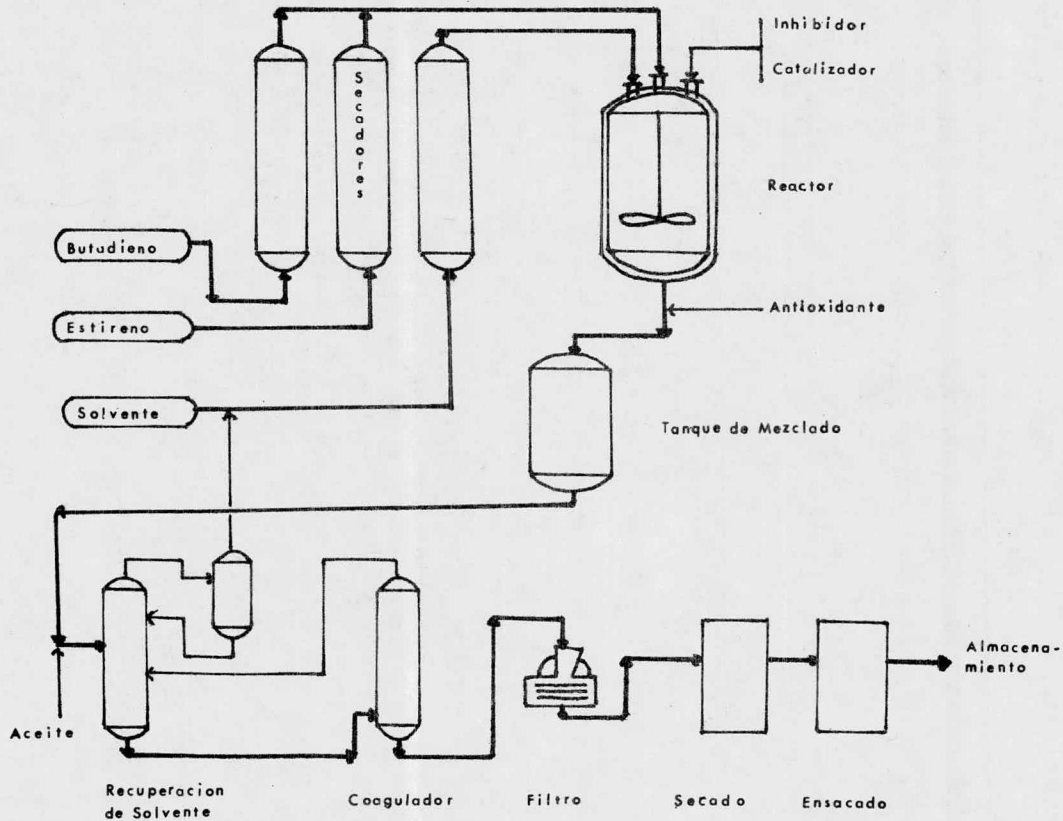 Inhibidor
Catalizador
Secadores
Reactor
Butadieno
Estireno
Antioxidante
Solvente
Tanque de Mezclado
Almacena-
miento
Aceite
Recuperacion
de Solvente
Coagulador
Filtro
Secado
Ensacado